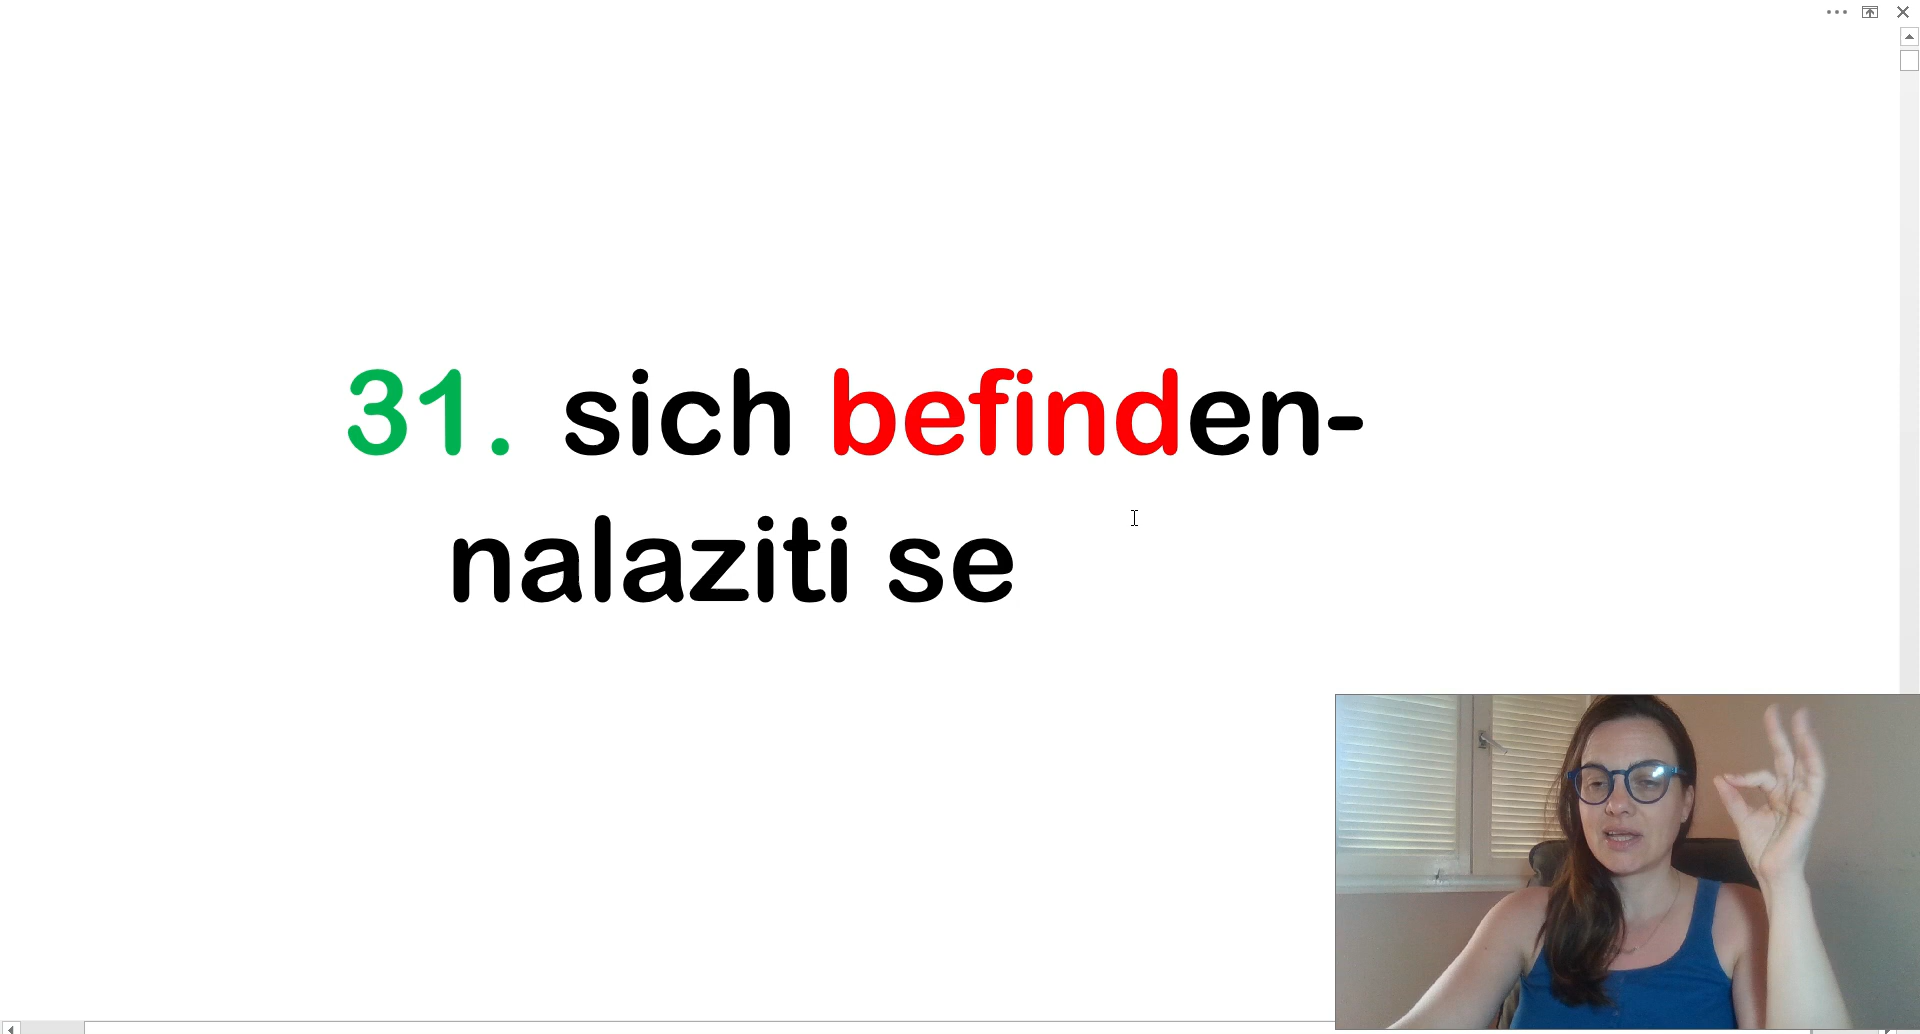 31. sich befinden-
nalaziti se